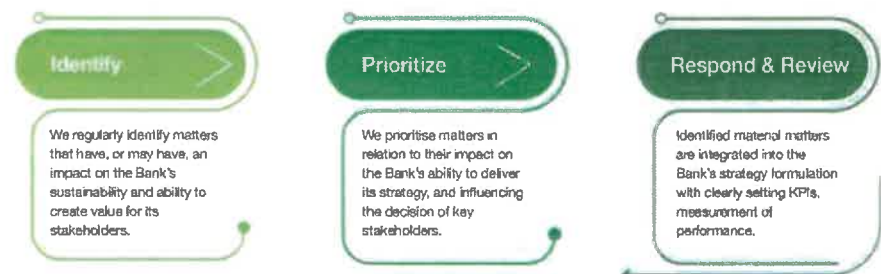 Identify
We regularly identify matters
that have, or may have, an
impact on the Bank's
sustainability and ability to
create value for its
stakeholders.
Prioritize
We prioritise matters in
relation to their impact on
the Bank's ability to deliver
its strategy, and influencing
the decision of key
stakeholders.
Respond & Review
Identified material matters
are integrated into the
Bank's strategy formulation
with clearly setting KPIs,
measurement of
performance.